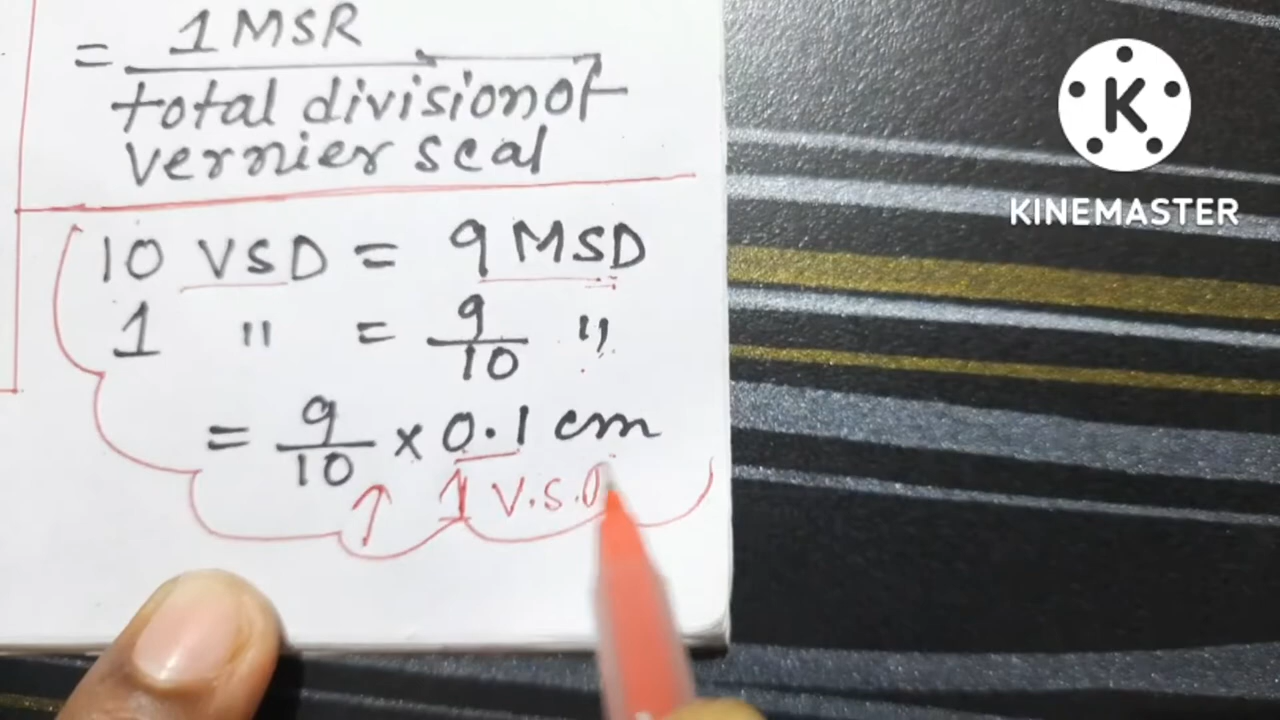 = 1 MSR
total division of
vernier scal
10 VSD = 9 MSD
1 " = 9/10 "
= 9/10 × 0.1 cm
↑ 1 V.S.D
K
KINEMASTER